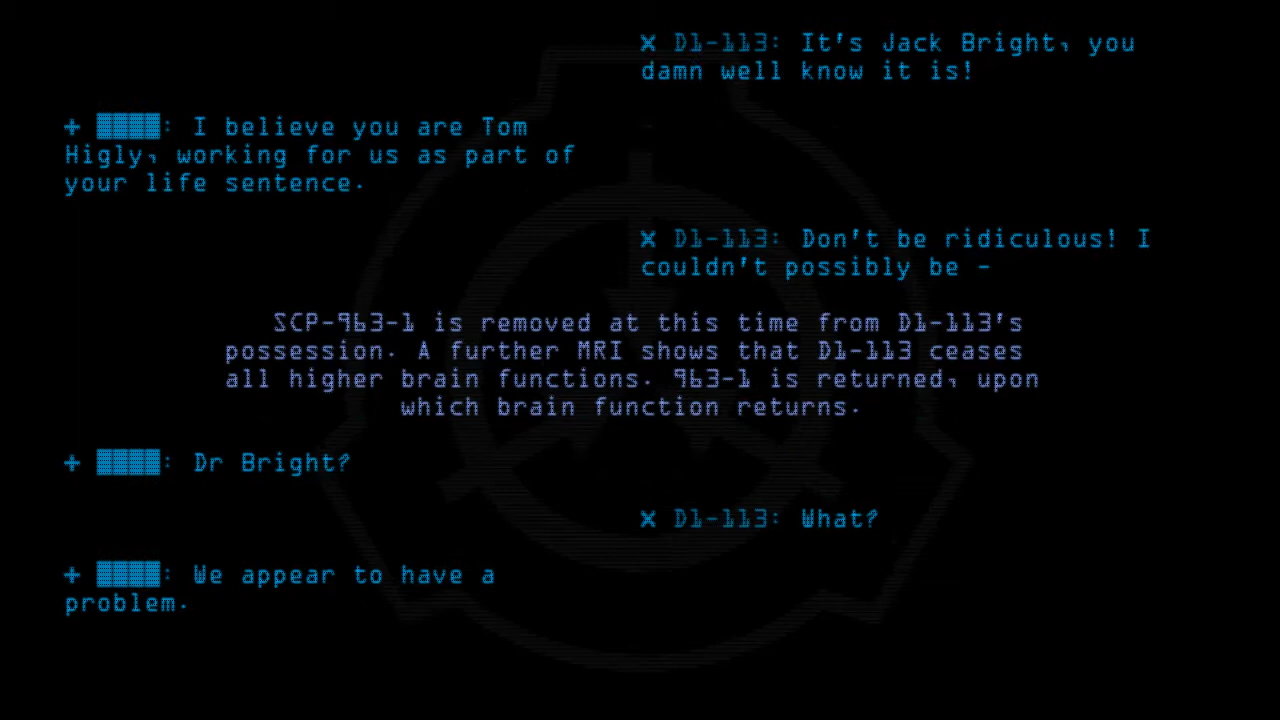 × D1-113: It's Jack Bright, you
damn well know it is!
+ ▓▓▓▓: I believe you are Tom
Higly, working for us as part of
your life sentence.
× D1-113: Don't be ridiculous! I
couldn't possibly be -
SCP-963-1 is removed at this time from D1-113's
possession. A further MRI shows that D1-113 ceases
all higher brain functions. 963-1 is returned, upon
which brain function returns.
+ ▓▓▓▓: Dr Bright?
× D1-113: What?
+ ▓▓▓▓: We appear to have a
problem.